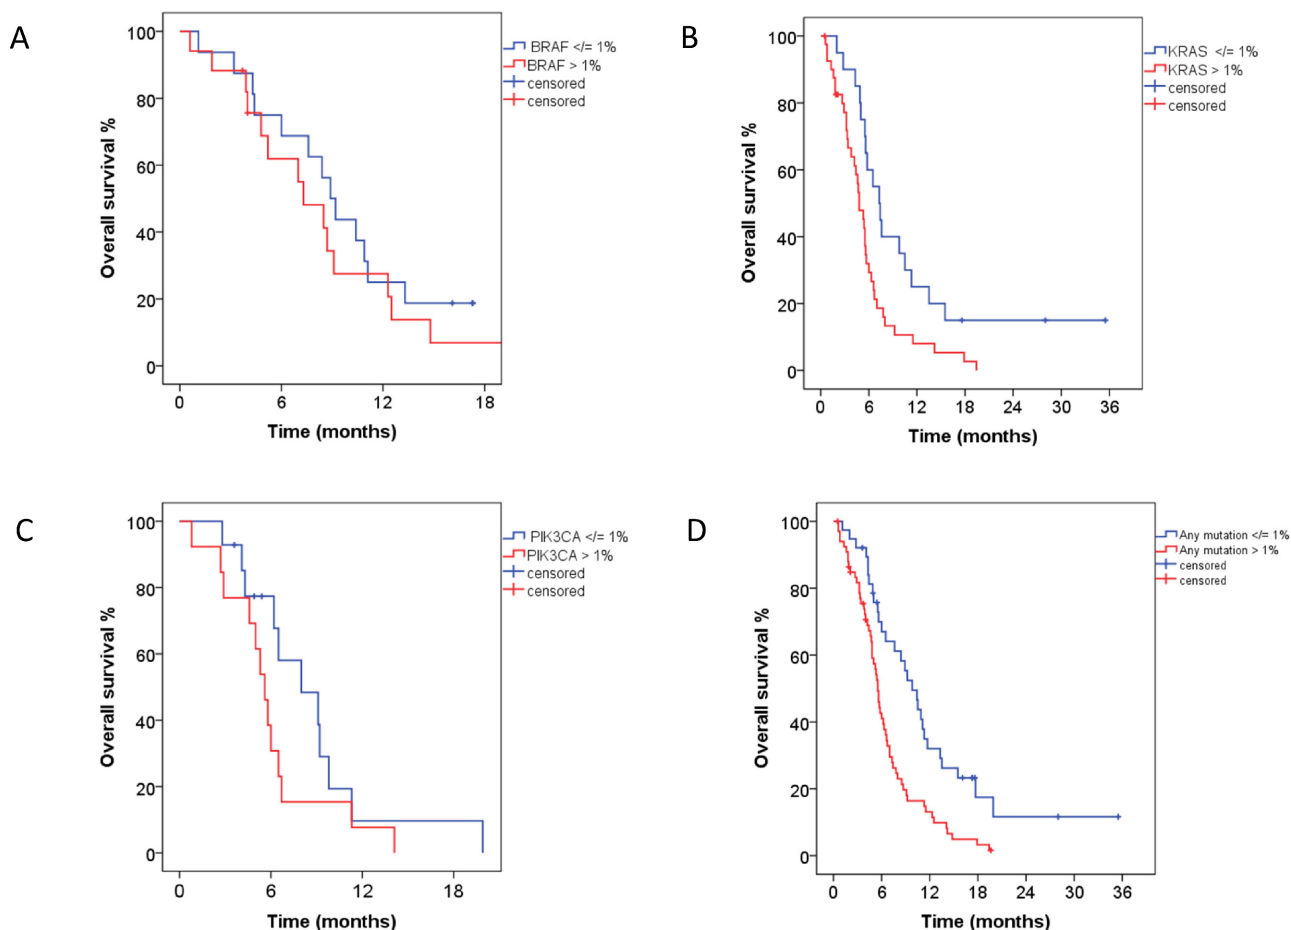 A
Overall survival %
100
80
60
40
20
0
0 6 12 18
Time (months)
BRAF </= 1%
BRAF > 1%
censored
censored
B
Overall survival %
100
80
60
40
20
0
0 6 12 18 24 30 36
Time (months)
KRAS </= 1%
KRAS > 1%
censored
censored
C
Overall survival %
100
80
60
40
20
0
0 6 12 18
Time (months)
PIK3CA </= 1%
PIK3CA > 1%
censored
censored
D
Overall survival %
100
80
60
40
20
0
0 6 12 18 24 30 36
Time (months)
Any mutation </= 1%
Any mutation > 1%
censored
censored